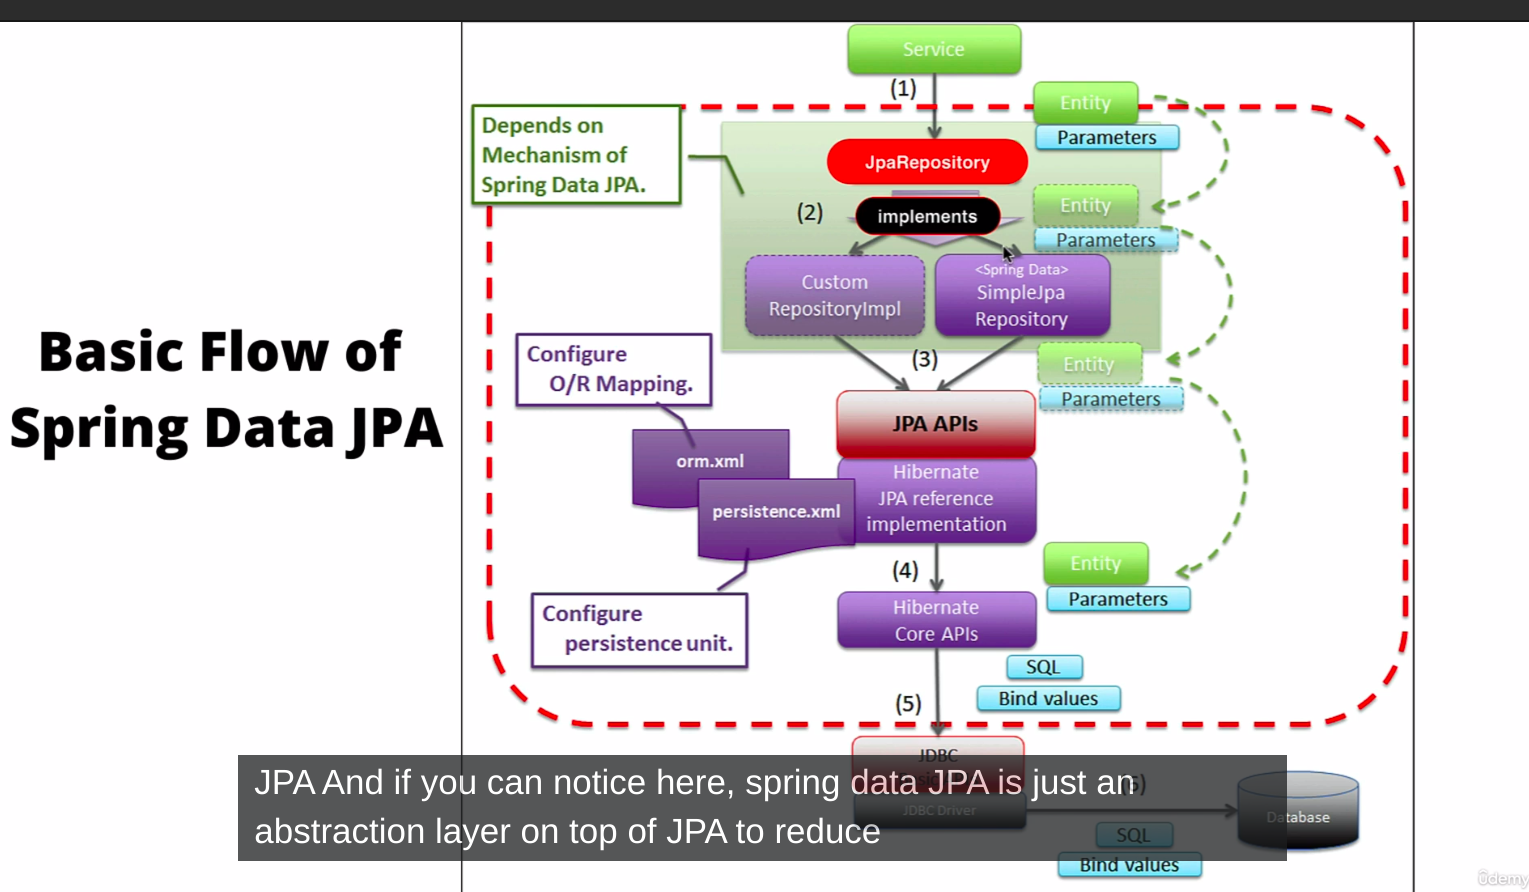 Basic Flow of
Spring Data JPA
Service
(1)
Entity
Parameters
Depends on
Mechanism of
Spring Data JPA.
JpaRepository
(2)
implements
Entity
Parameters
Custom
RepositoryImpl
<Spring Data>
SimpleJpa
Repository
Configure
O/R Mapping.
(3)
Entity
Parameters
JPA APIs
orm.xml
persistence.xml
Hibernate
JPA reference
implementation
(4)
Entity
Parameters
Configure
persistence unit.
Hibernate
Core APIs
SQL
Bind values
(5)
JDBC
JDBC Driver
(6)
Database
SQL
Bind values
JPA And if you can notice here, spring data JPA is just an
abstraction layer on top of JPA to reduce
ûdemy